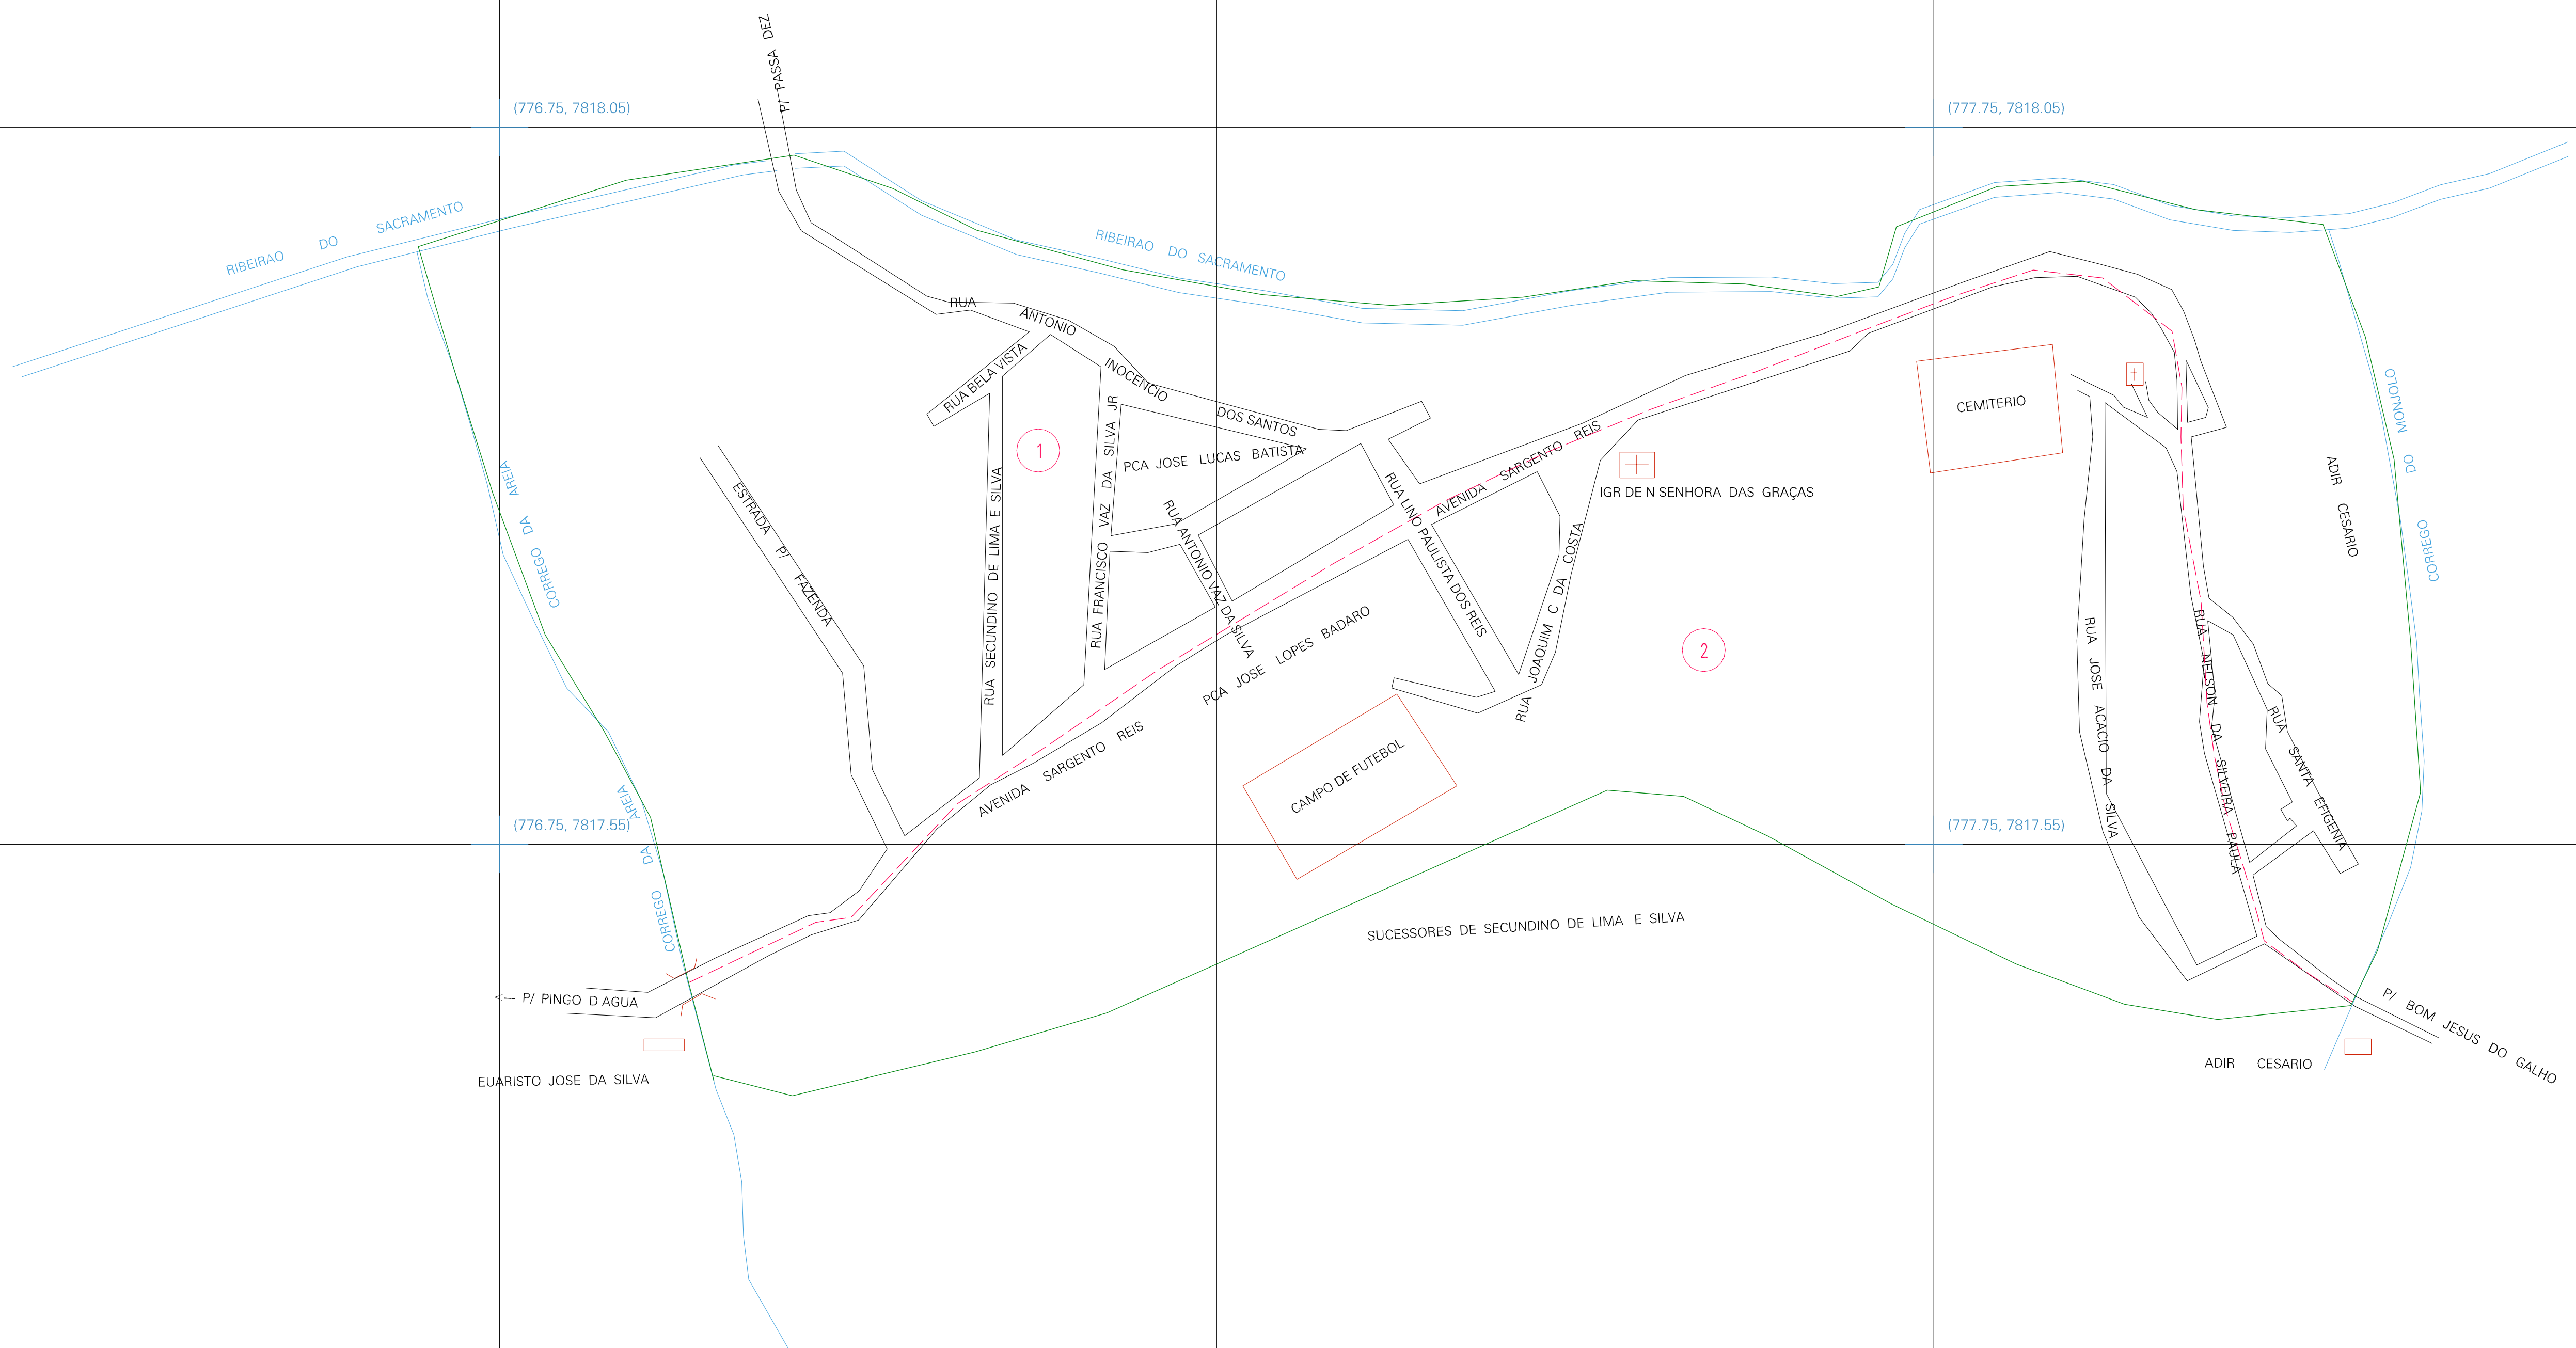 P/ PASSA DEZ
(776.75, 7818.05)
(777.75, 7818.05)
RIBEIRAO DO SACRAMENTO
RIBEIRAO DO SACRAMENTO
RUA ANTONIO INOCENCIO DOS SANTOS
RUA BELA VISTA
1
PCA JOSE LUCAS BATISTA
RUA FRANCISCO VAZ DA SILVA JR
RUA SECUNDINO DE LIMA E SILVA
RUA ANTONIO VAZ DA SILVA
RUA LINO PAULISTA DOS REIS
AVENIDA SARGENTO REIS
IGR DE N SENHORA DAS GRAÇAS
CEMITERIO
CORREGO DO MONJOLO
ADIR CESARIO
CORREGO DA AREIA
ESTRADA P/ FAZENDA
RUA JOAQUIM C DA COSTA
2
PCA JOSE LOPES BADARO
RUA JOSE ACACIO DA SILVA
RUA NELSON DA SILVEIRA PAULA
RUA SANTA EFIGENIA
AVENIDA SARGENTO REIS
CAMPO DE FUTEBOL
(776.75, 7817.55)
(777.75, 7817.55)
CORREGO DA AREIA
SUCESSORES DE SECUNDINO DE LIMA E SILVA
<-- P/ PINGO D AGUA
P/ BOM JESUS DO GALHO
EUARISTO JOSE DA SILVA
ADIR CESARIO